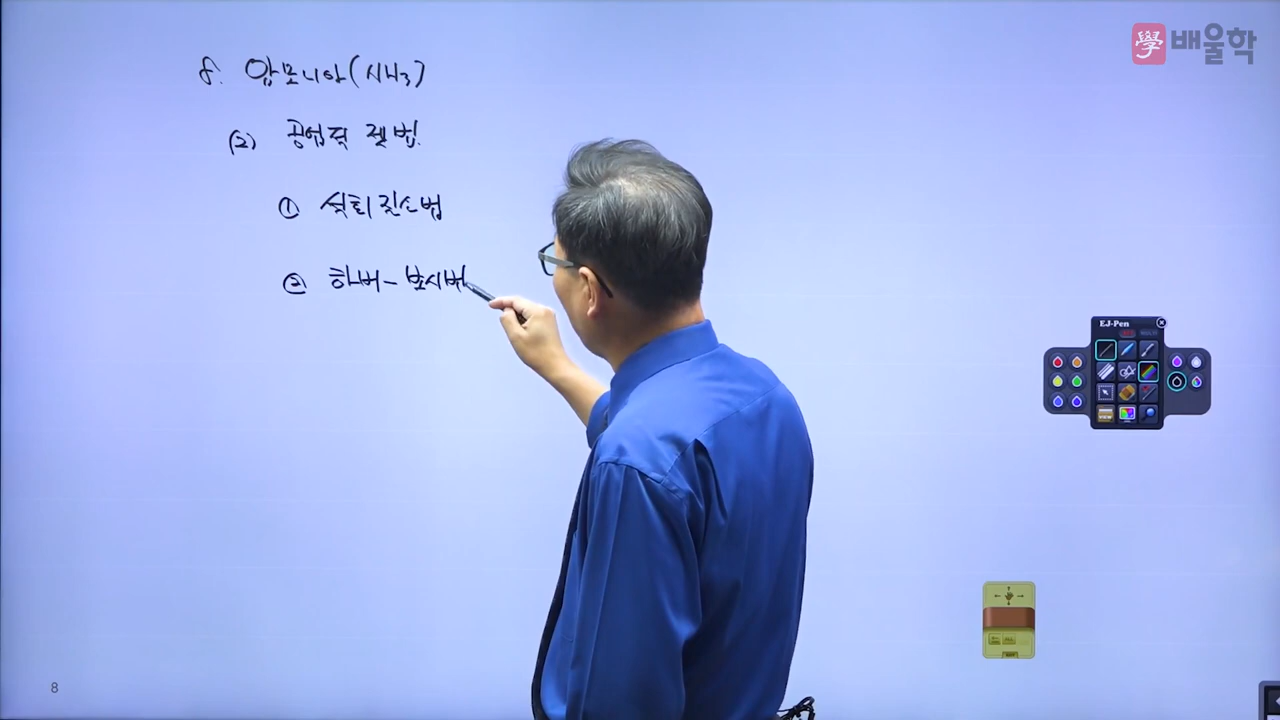 學 배울학
8. 암모니아(NH3)
(2) 공업적 제법.
① 석회질소법
② 하버-보시버
EJ-Pen
8